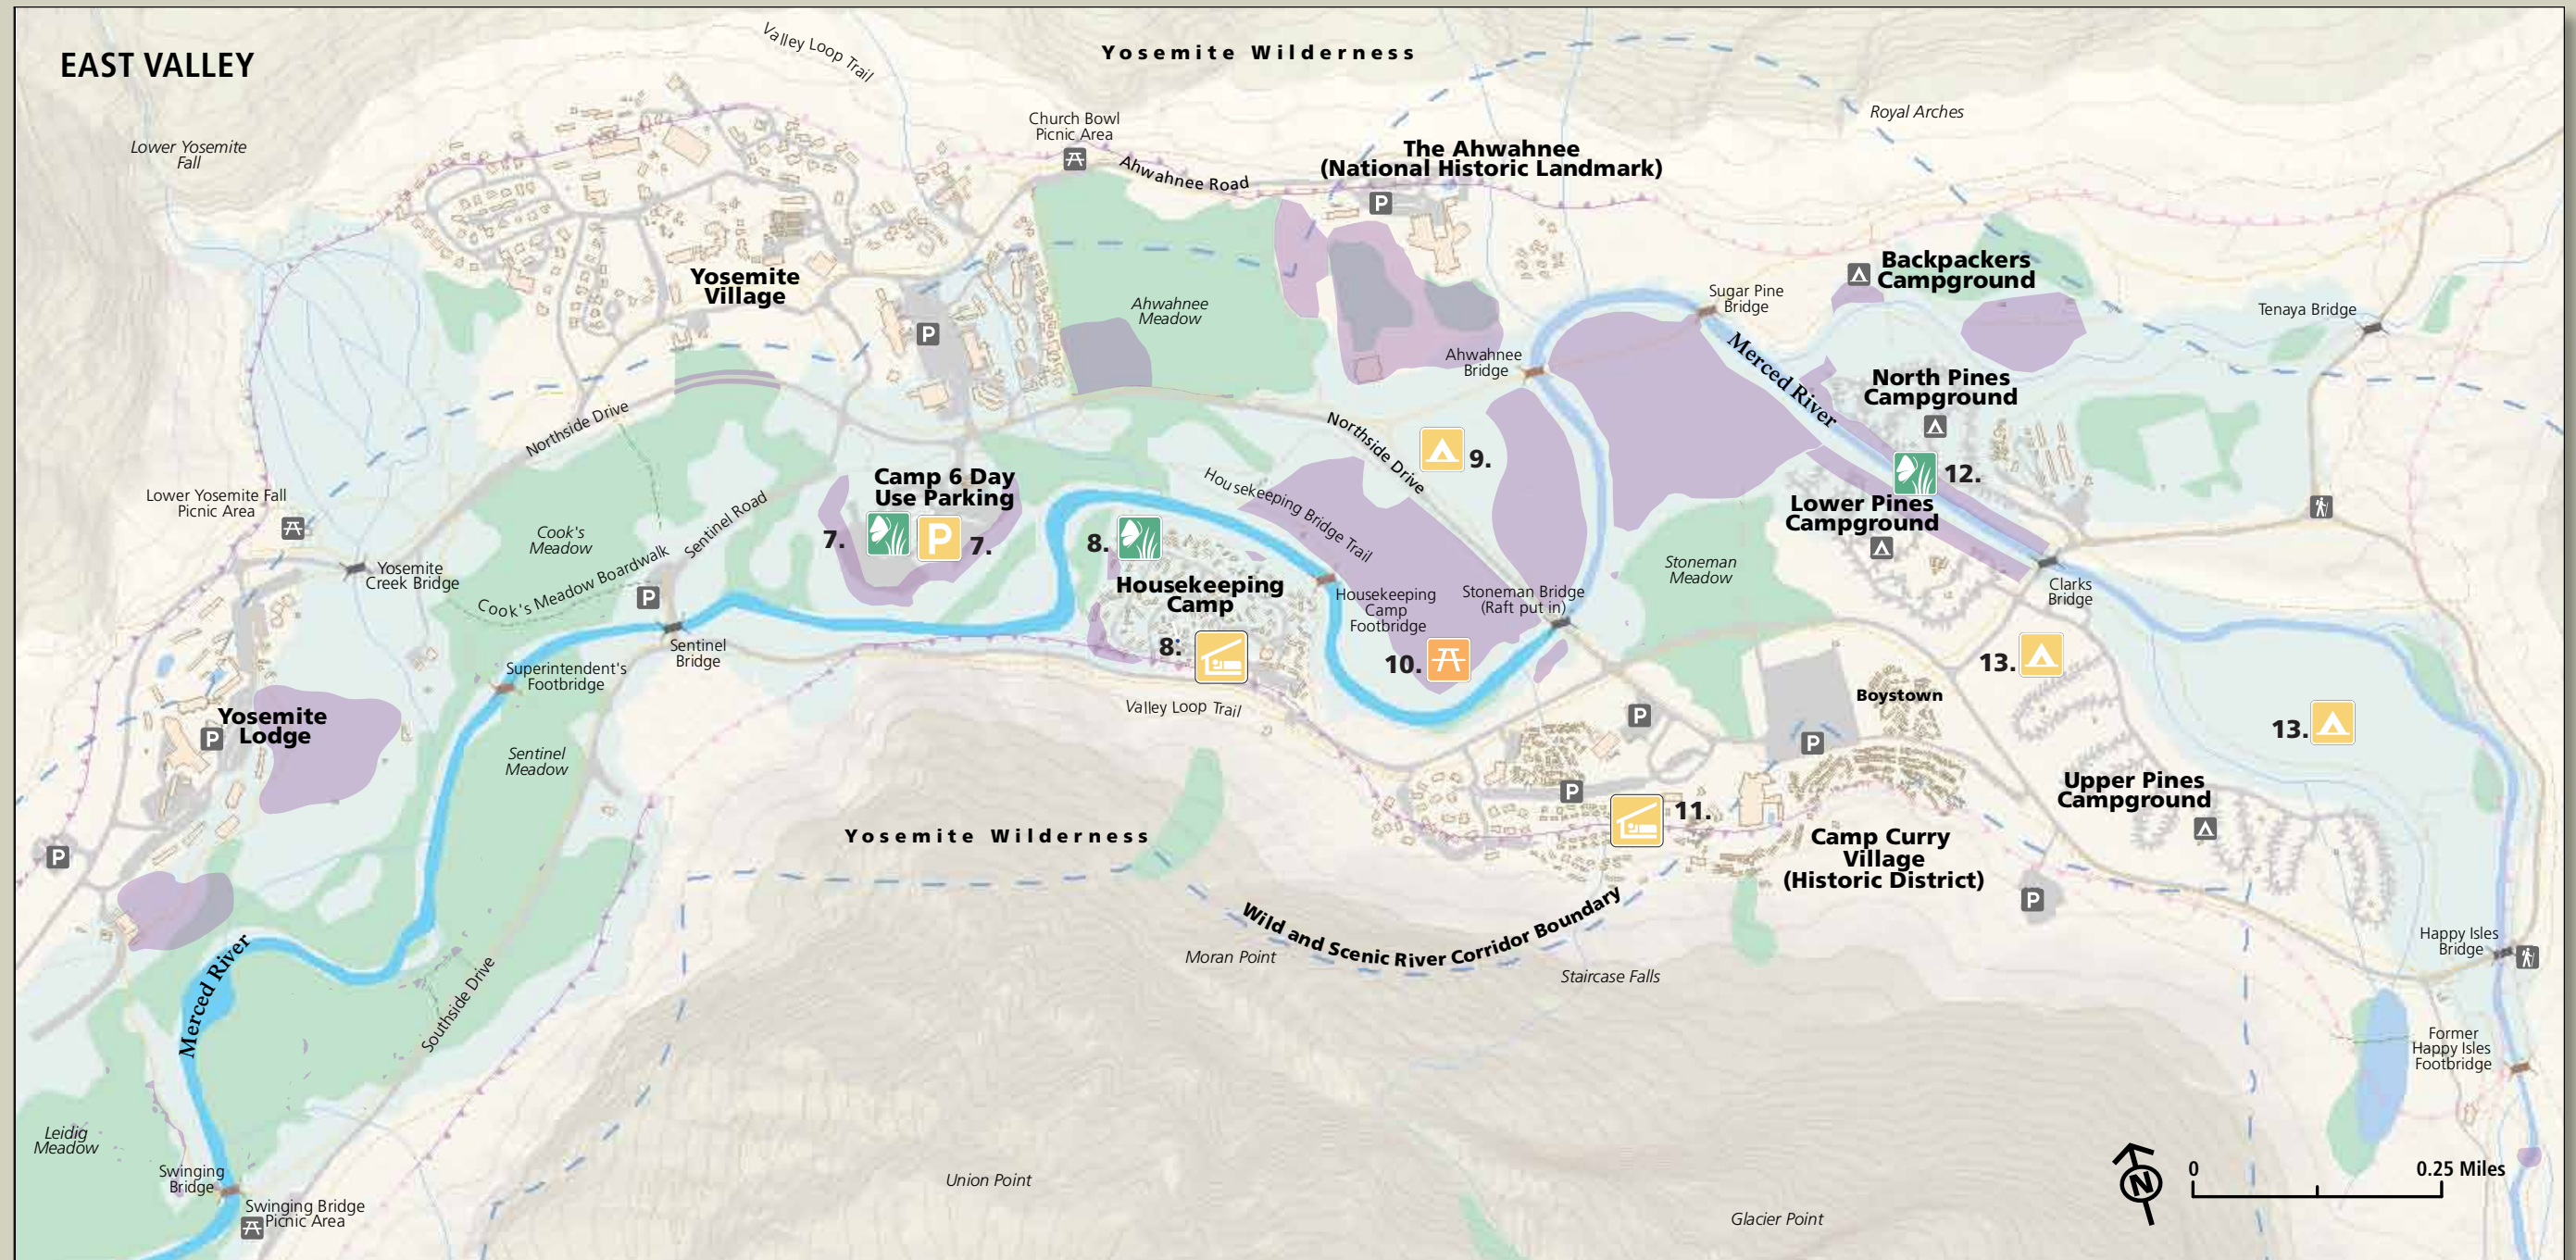 EAST VALLEY
Valley Loop Trail
Yosemite Wilderness
Lower Yosemite
Fall
Church Bowl
Picnic Area
Ahwahnee Road
The Ahwahnee
(National Historic Landmark)
P
Royal Arches
Yosemite
Village
P
Ahwahnee
Meadow
Backpackers
Campground
Sugar Pine
Bridge
Tenaya Bridge
Ahwahnee
Bridge
Merced River
North Pines
Campground
Northside Drive
Northside Drive
9.
Camp 6 Day
Use Parking
7.
P
7.
Housekeeping Bridge Trail
12.
Lower Pines
Campground
Lower Yosemite Fall
Picnic Area
Cook's
Meadow
Sentinel Road
Cook's Meadow Boardwalk
P
Yosemite
Creek Bridge
8.
Housekeeping
Camp
8.
Housekeeping
Camp
Footbridge
Stoneman Bridge
(Raft put in)
Stoneman
Meadow
Clarks
Bridge
Sentinel
Bridge
Superintendent's
Footbridge
10.
13.
Boystown
Valley Loop Trail
Yosemite
Lodge
P
P
P
13.
Sentinel
Meadow
P
11.
Upper Pines
Campground
Yosemite Wilderness
Camp Curry
Village
(Historic District)
P
P
Wild and Scenic River Corridor Boundary
Moran Point
Staircase Falls
Happy Isles
Bridge
Merced River
Southside Drive
Former
Happy Isles
Footbridge
Leidig
Meadow
Swinging
Bridge
Swinging Bridge
Picnic Area
Union Point
Glacier Point
N
0
0.25 Miles